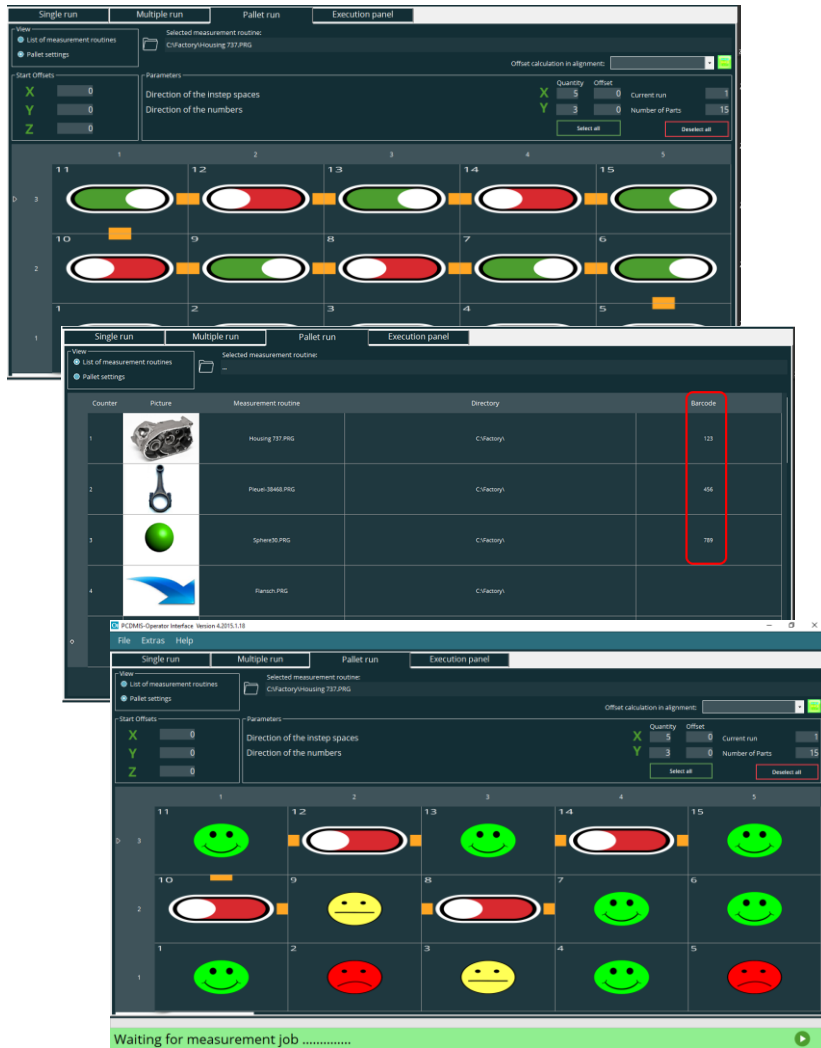 Single run Multiple run Pallet run Execution panel
View
List of measurement routines
Pallet settings
Selected measurement routine:
C:\Factory\Housing 737.PRG
Offset calculation in alignment:
Start Offsets
X 0
Y 0
Z 0
Parameters
Direction of the instep spaces
Direction of the numbers
Quantity Offset
X 5 0 Current run 1
Y 3 0 Number of Parts 15
Select all Deselect all
1 2 3 4 5
11 12 13 14 15
3
10 9 8 7 6
2
1 2 3 4 5
1
Single run Multiple run Pallet run Execution panel
View
List of measurement routines
Pallet settings
Selected measurement routine:
...
Counter Picture Measurement routine Directory Barcode
1 Housing 737.PRG C:\Factory\ 123
2 Pleuel-38468.PRG C:\Factory\ 456
3 Sphere30.PRG C:\Factory\ 789
4 Flansch.PRG C:\Factory\
PCDMIS-Operator Interface Version 4.2015.1.18
File Extras Help
Single run Multiple run Pallet run Execution panel
View
List of measurement routines
Pallet settings
Selected measurement routine:
C:\Factory\Housing 737.PRG
Offset calculation in alignment:
Start Offsets
X 0
Y 0
Z 0
Parameters
Direction of the instep spaces
Direction of the numbers
Quantity Offset
X 5 0 Current run 1
Y 3 0 Number of Parts 15
Select all Deselect all
1 2 3 4 5
11 12 13 14 15
3
10 9 8 7 6
2
1 2 3 4 5
1
Waiting for measurement job ..............